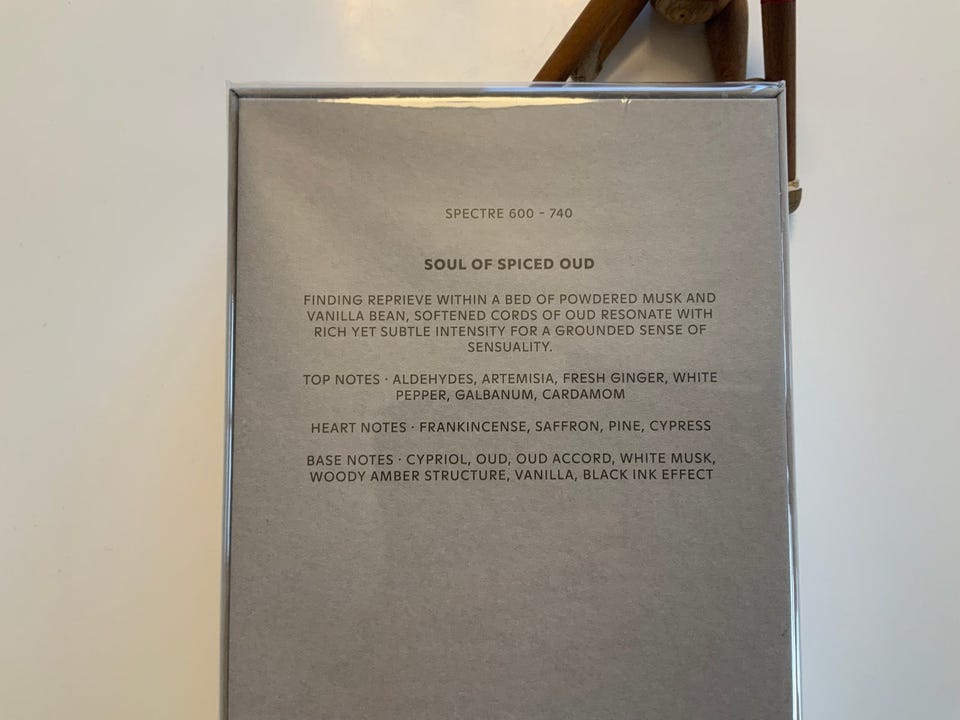 SPECTRE 600 - 740
SOUL OF SPICED OUD
FINDING REPRIEVE WITHIN A BED OF POWDERED MUSK AND
VANILLA BEAN, SOFTENED CORDS OF OUD RESONATE WITH
RICH YET SUBTLE INTENSITY FOR A GROUNDED SENSE OF
SENSUALITY.
TOP NOTES · ALDEHYDES, ARTEMISIA, FRESH GINGER, WHITE
PEPPER, GALBANUM, CARDAMOM
HEART NOTES · FRANKINCENSE, SAFFRON, PINE, CYPRESS
BASE NOTES · CYPRIOL, OUD, OUD ACCORD, WHITE MUSK,
WOODY AMBER STRUCTURE, VANILLA, BLACK INK EFFECT